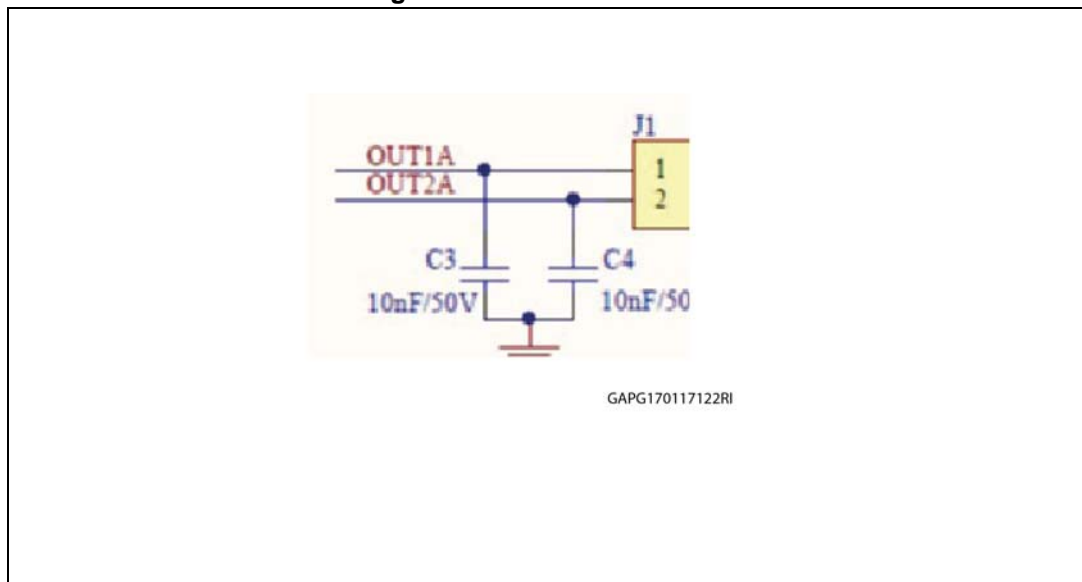 J1
OUT1A
1
OUT2A
2
C3
C4
10nF/50V
10nF/50
GAPG170117122RI